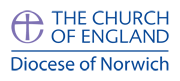 THE CHURCH
OF ENGLAND
Diocese of Norwich